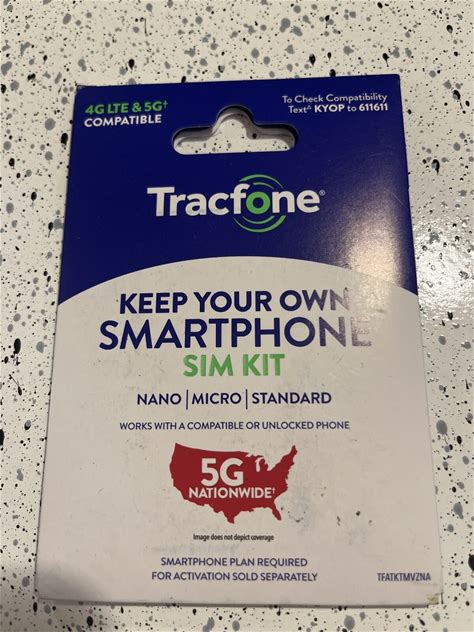 4G LTE & 5G†
COMPATIBLE
To Check Compatibility
Text^ KYOP to 611611
Tracfone®
KEEP YOUR OWN
SMARTPHONE
SIM KIT
NANO | MICRO | STANDARD
WORKS WITH A COMPATIBLE OR UNLOCKED PHONE
5G
NATIONWIDE†
Image does not depict coverage
SMARTPHONE PLAN REQUIRED
FOR ACTIVATION SOLD SEPARATELY
TFATKTMVZNA